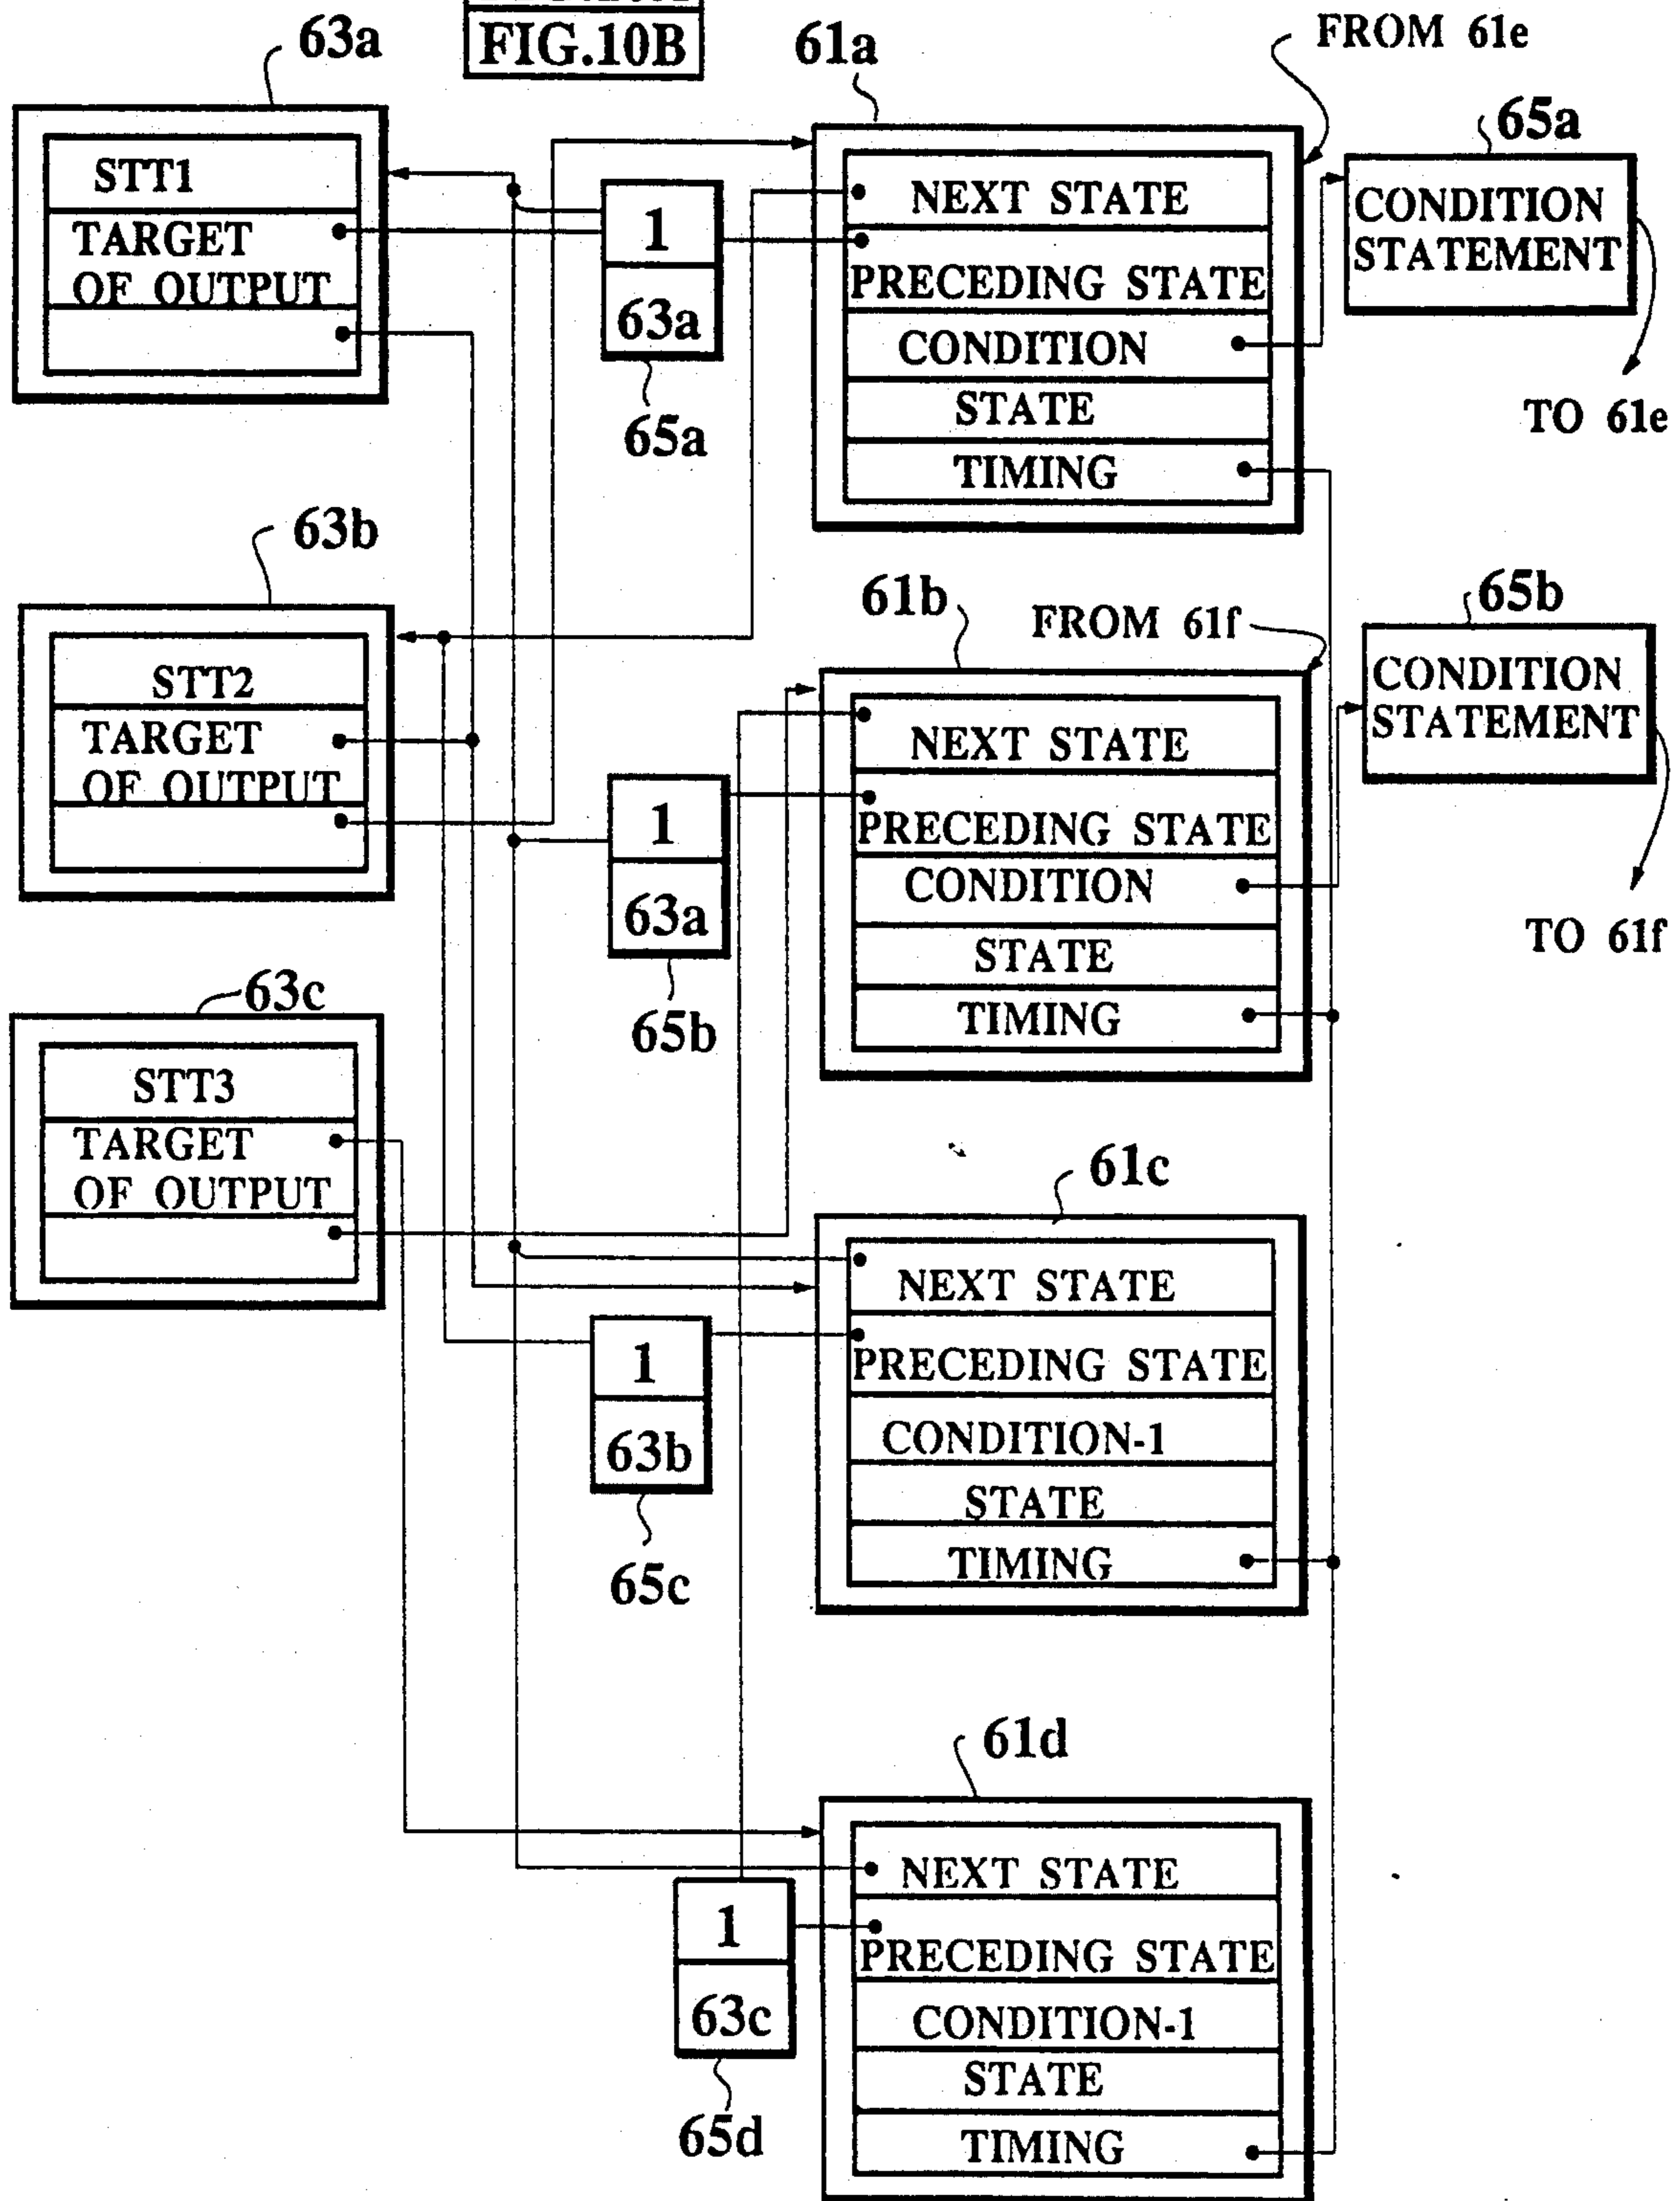 FIG.10B
63a
STT1
TARGET
OF OUTPUT
63b
STT2
TARGET
OF OUTPUT
63c
STT3
TARGET
OF OUTPUT
1
63a
65a
1
63a
65b
1
63b
65c
1
63c
65d
61a
FROM 61e
NEXT STATE
PRECEDING STATE
CONDITION
STATE
TIMING
65a
CONDITION
STATEMENT
TO 61e
61b
FROM 61f
NEXT STATE
PRECEDING STATE
CONDITION
STATE
TIMING
65b
CONDITION
STATEMENT
TO 61f
61c
NEXT STATE
PRECEDING STATE
CONDITION-1
STATE
TIMING
61d
NEXT STATE
PRECEDING STATE
CONDITION-1
STATE
TIMING